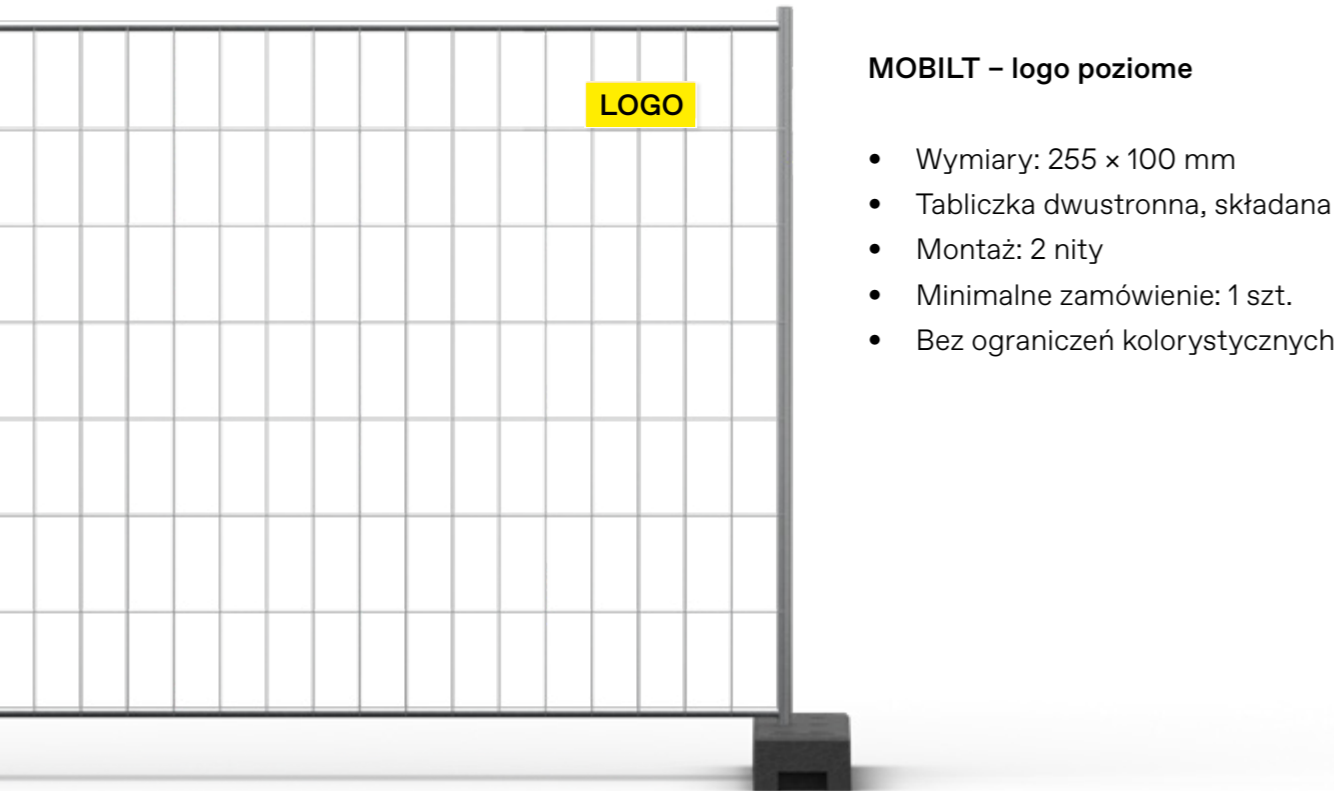 LOGO
MOBILT – logo poziome
• Wymiary: 255 × 100 mm
• Tabliczka dwustronna, składana
• Montaż: 2 nity
• Minimalne zamówienie: 1 szt.
• Bez ograniczeń kolorystycznych